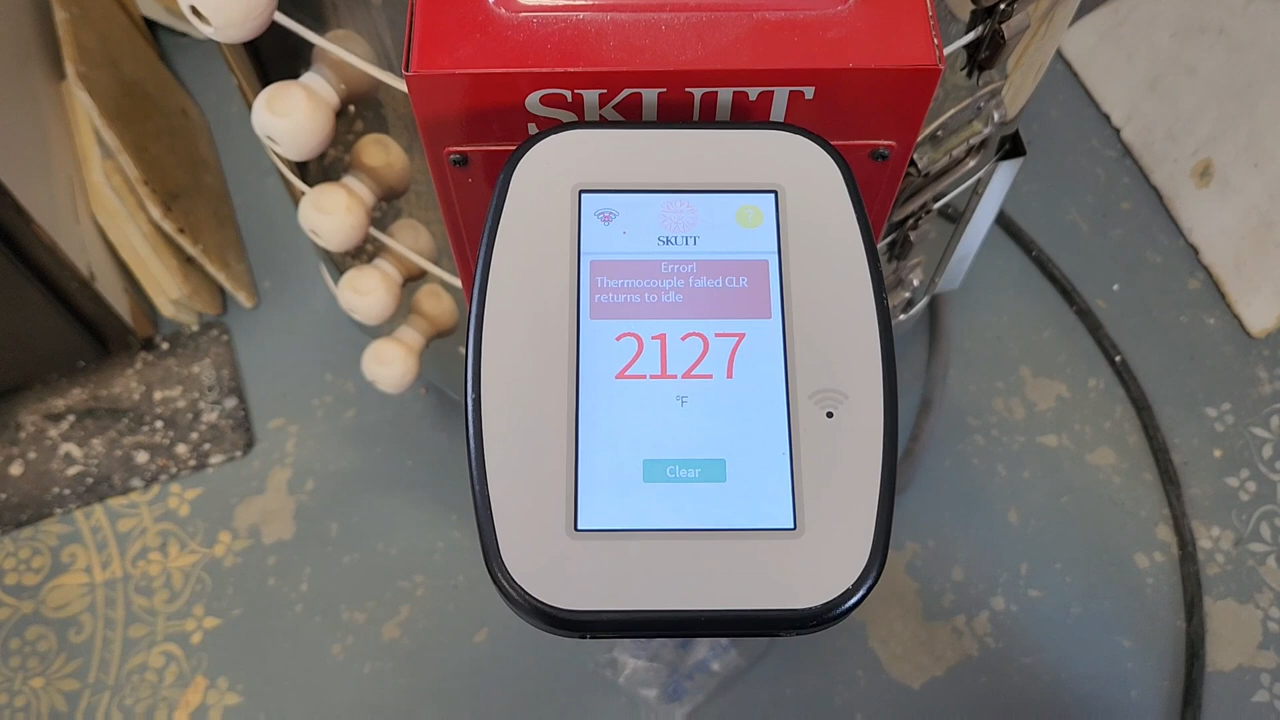 SKUTT
?
SKUTT
Error!
Thermocouple failed CLR
returns to idle
2127
°F
Clear